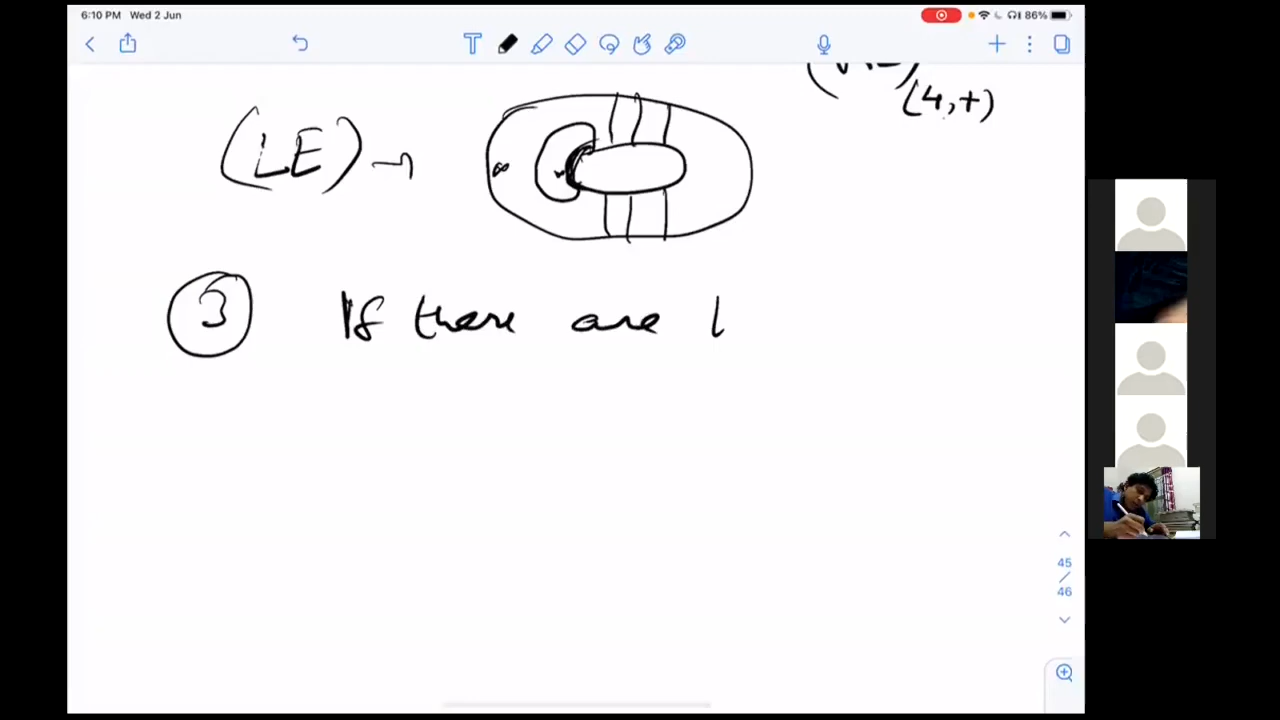 6:10 PM Wed 2 Jun
86%
(4,+)
(LE) →
∞
3 If there are l
45
46